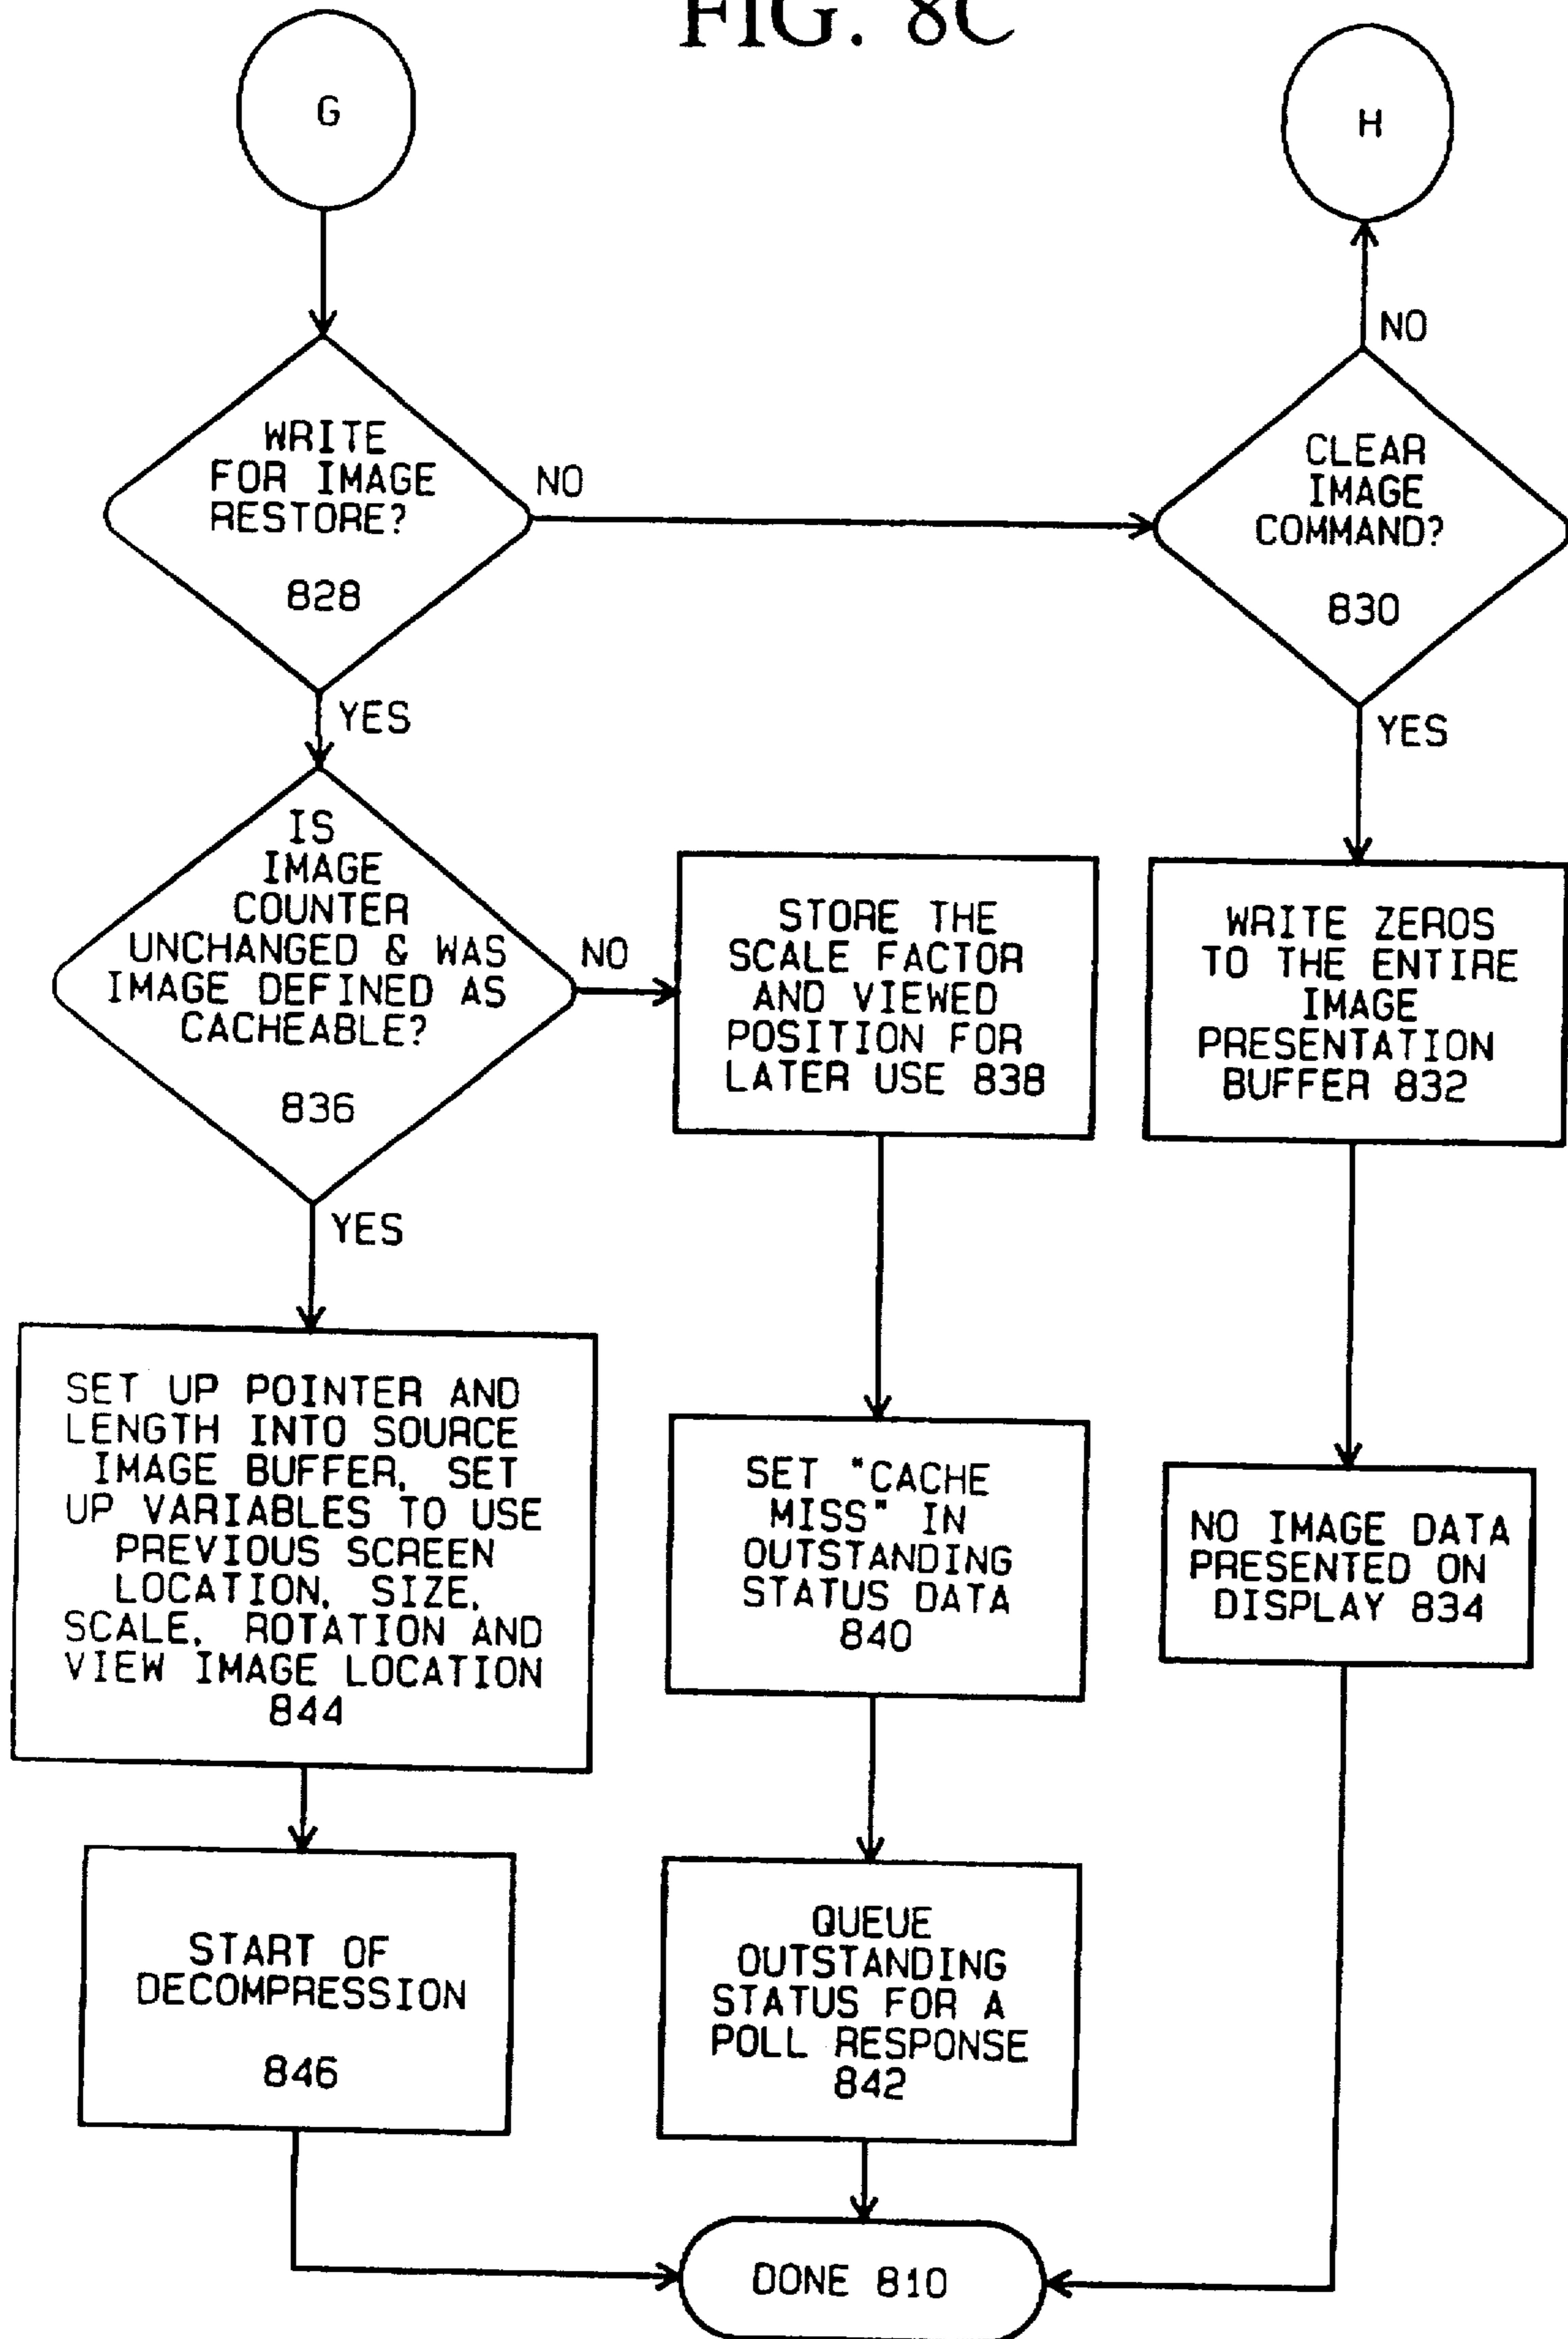 FIG. 8C
G
H
WRITE
FOR IMAGE
RESTORE?
828
NO
YES
CLEAR
IMAGE
COMMAND?
830
NO
YES
IS
IMAGE
COUNTER
UNCHANGED & WAS
IMAGE DEFINED AS
CACHEABLE?
836
NO
YES
STORE THE
SCALE FACTOR
AND VIEWED
POSITION FOR
LATER USE 838
WRITE ZEROS
TO THE ENTIRE
IMAGE
PRESENTATION
BUFFER 832
SET UP POINTER AND
LENGTH INTO SOURCE
IMAGE BUFFER, SET
UP VARIABLES TO USE
PREVIOUS SCREEN
LOCATION, SIZE,
SCALE, ROTATION AND
VIEW IMAGE LOCATION
844
SET "CACHE
MISS" IN
OUTSTANDING
STATUS DATA
840
NO IMAGE DATA
PRESENTED ON
DISPLAY 834
START OF
DECOMPRESSION
846
QUEUE
OUTSTANDING
STATUS FOR A
POLL RESPONSE
842
DONE 810